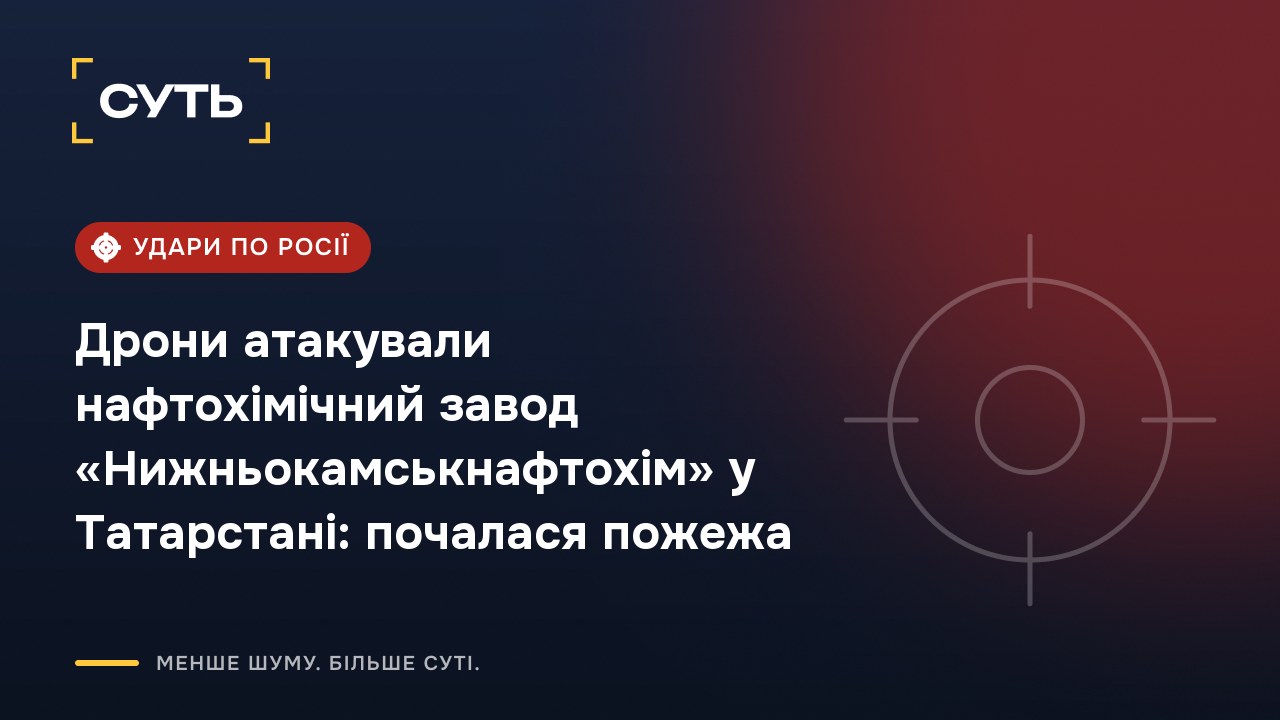 СУТЬ
УДАРИ ПО РОСІЇ
Дрони атакували
нафтохімічний завод
«Нижньокамськнафтохім» у
Татарстані: почалася пожежа
МЕНШЕ ШУМУ. БІЛЬШЕ СУТІ.